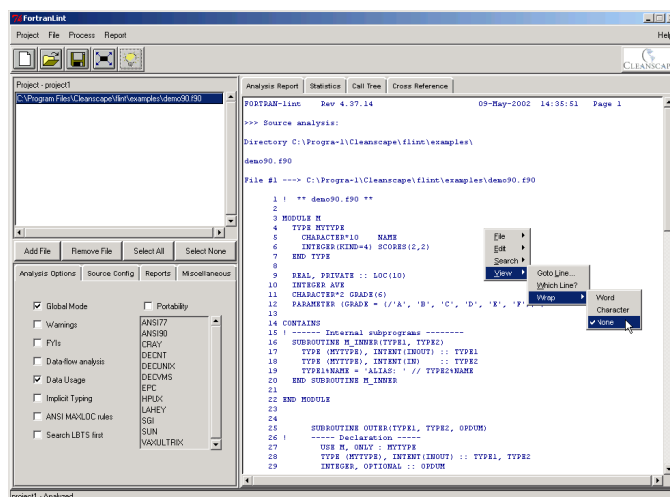 FortranLint
Project File Process Report Help
CLEANSCAPE
Project - project1
C:\Program Files\Cleanscape\flint\examples\demo90.f90
Add File Remove File Select All Select None
Analysis Options Source Config Reports Miscellaneous
Global Mode
Warnings
FYIs
Data-flow analysis
Data Usage
Implicit Typing
ANSI MAXLOC rules
Search LBTS first
Portability
ANSI77
ANSI90
CRAY
DECNT
DECUNIX
DECVMS
EPC
HPUX
LAHEY
SGI
SUN
VAXULTRIX
Analysis Report Statistics Call Tree Cross Reference
FORTRAN-lint Rev 4.37.14 09-May-2002 14:35:51 Page 1
>>> Source analysis:
Directory C:\Progra~1\Cleanscape\flint\examples\
demo90.f90
File #1 ---> C:\Progra~1\Cleanscape\flint\examples\demo90.f90
1 ! ** demo90.f90 **
2
3 MODULE M
4 TYPE MYTYPE
5 CHARACTER*10 NAME
6 INTEGER(KIND=4) SCORES(2,2)
7 END TYPE
8
9 REAL, PRIVATE :: LOC(10)
10 INTEGER AVE
11 CHARACTER*2 GRADE(6)
12 PARAMETER (GRADE = (/'A', 'B', 'C', 'D', 'E', 'F'
13
14 CONTAINS
15 ! ------ Internal subprograms --------
16 SUBROUTINE M_INNER(TYPE1, TYPE2)
17 TYPE (MYTYPE), INTENT(INOUT) :: TYPE1
18 TYPE (MYTYPE), INTENT(IN) :: TYPE2
19 TYPE1%NAME = 'ALIAS: ' // TYPE2%NAME
20 END SUBROUTINE M_INNER
21
22 END MODULE
23
24
25 SUBROUTINE OUTER(TYPE1, TYPE2, OPDUM)
26 ! ----- Declaration -----
27 USE M, ONLY : MYTYPE
28 TYPE (MYTYPE), INTENT(INOUT) :: TYPE1, TYPE2
29 INTEGER, OPTIONAL :: OPDUM
File
Edit
Search
View
Goto Line...
Which Line?
Wrap
Word
Character
None
project1 - Analyzed